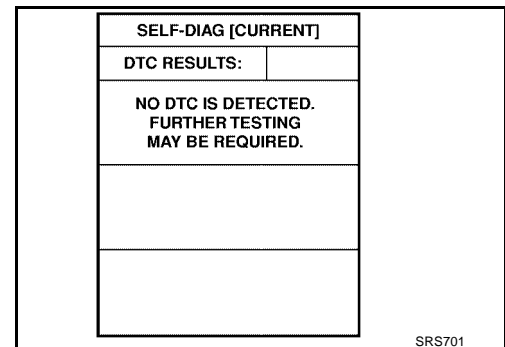 SELF-DIAG [CURRENT]
DTC RESULTS:
NO DTC IS DETECTED.
FURTHER TESTING
MAY BE REQUIRED.
SRS701